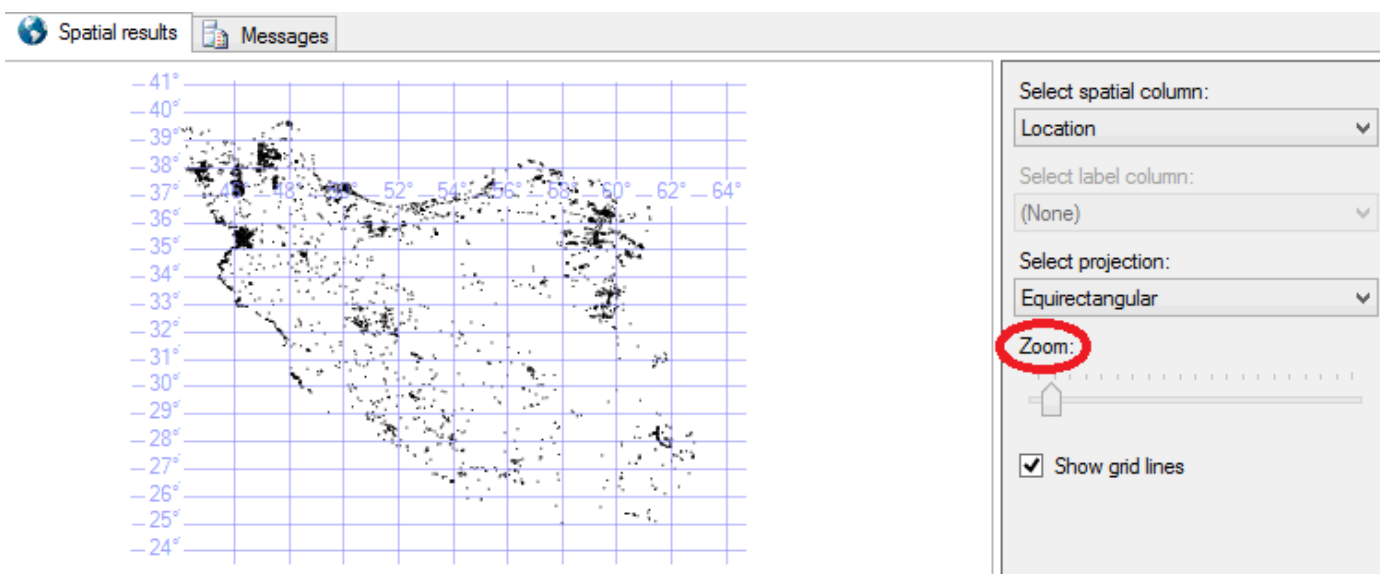 Spatial results
Messages
41°
40°
39°
38°
37°
48°
52°
54°
56°
58°
60°
62°
64°
36°
35°
34°
33°
32°
31°
30°
29°
28°
27°
26°
25°
24°
Select spatial column:
Location
Select label column:
(None)
Select projection:
Equirectangular
Zoom:
Show grid lines